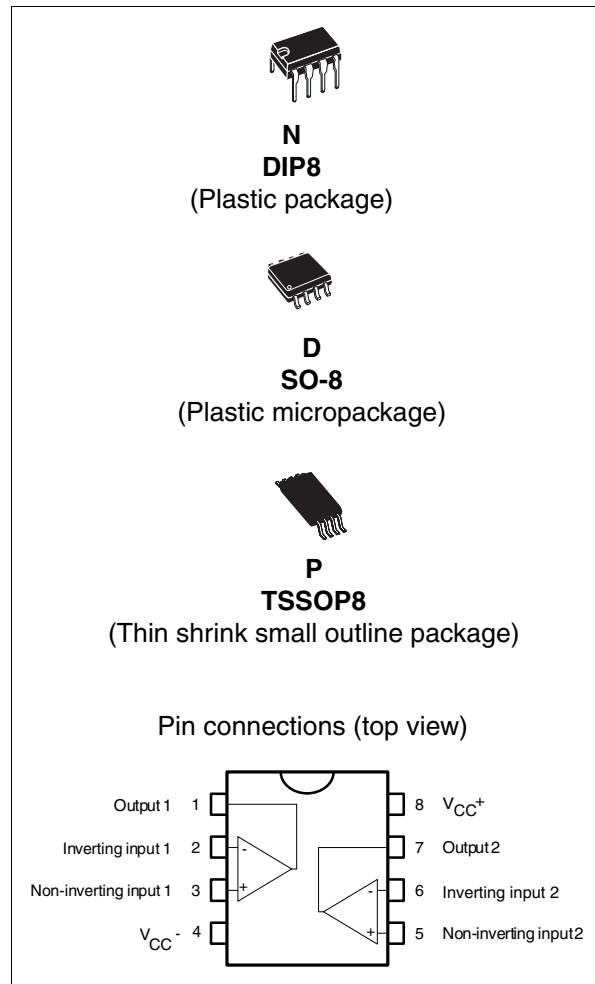 N
DIP8
(Plastic package)
D
SO-8
(Plastic micropackage)
P
TSSOP8
(Thin shrink small outline package)
Pin connections (top view)
Output 1 1 8 VCC+
Inverting input 1 2 - 7 Output 2
Non-inverting input 1 3 + - 6 Inverting input 2
VCC- 4 + 5 Non-inverting input 2